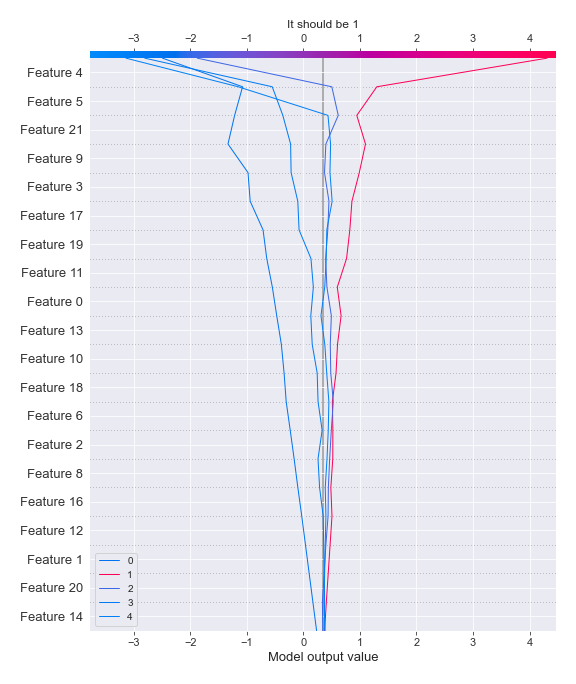 It should be 1
−3 −2 −1 0 1 2 3 4
Feature 4
Feature 5
Feature 21
Feature 9
Feature 3
Feature 17
Feature 19
Feature 11
Feature 0
Feature 13
Feature 10
Feature 18
Feature 6
Feature 2
Feature 8
Feature 16
Feature 12
Feature 1
Feature 20
Feature 14
0
1
2
3
4
−3 −2 −1 0 1 2 3 4
Model output value